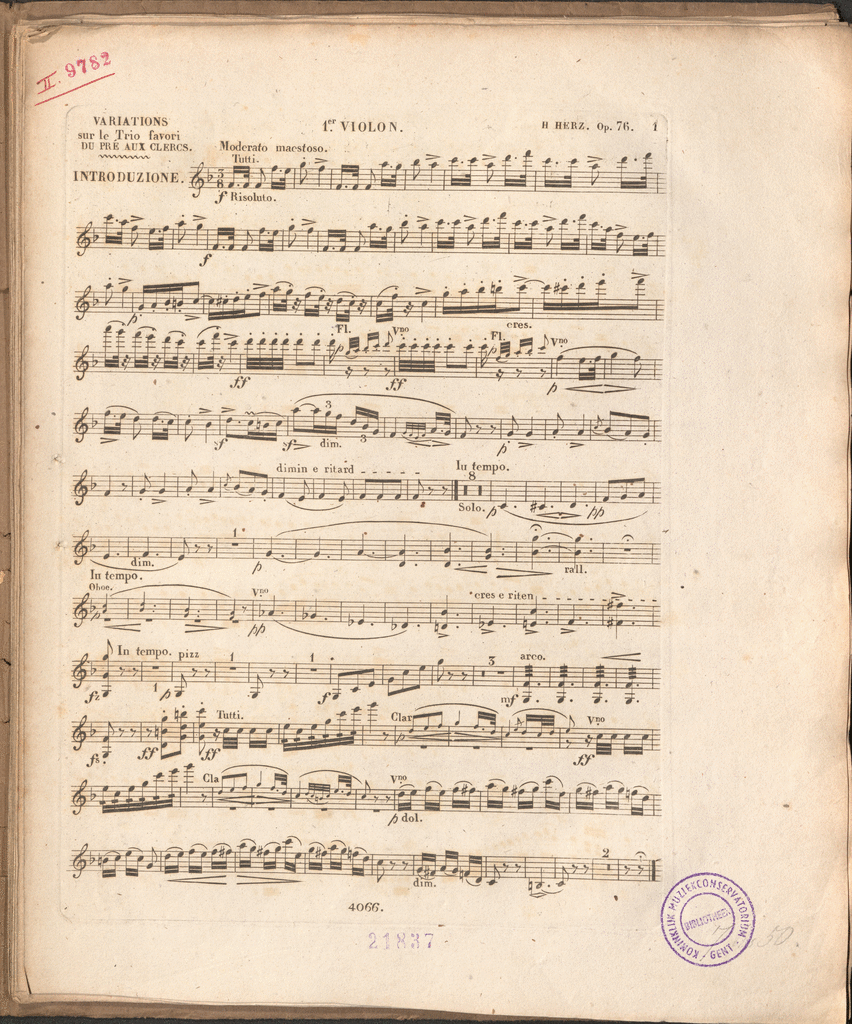 II. 9782
VARIATIONS
sur le Trio favori
DU PRÉ AUX CLERCS.
1er VIOLON.
H HERZ. Op. 76. 1
Moderato maestoso.
Tutti.
INTRODUZIONE.
f Risoluto.
f
p cres.
Fl. Vno Fl. Vno
ff ff p
3
sf sf dim. 3 p
dimin e ritard In tempo.
8
Solo. p pp
1
dim. p rall.
In tempo.
Oboe. Vno cres e riten
pp
In tempo. pizz 1 1 3 arco.
fz 1 p f mf
Tutti. Clar Vno
fz ff ff p ff
Cla Vno
p dol.
2
dim.
4066.
21837
KONINKLIJK MUZIEKCONSERVATORIUM
BIBLIOTHEEK
GENT